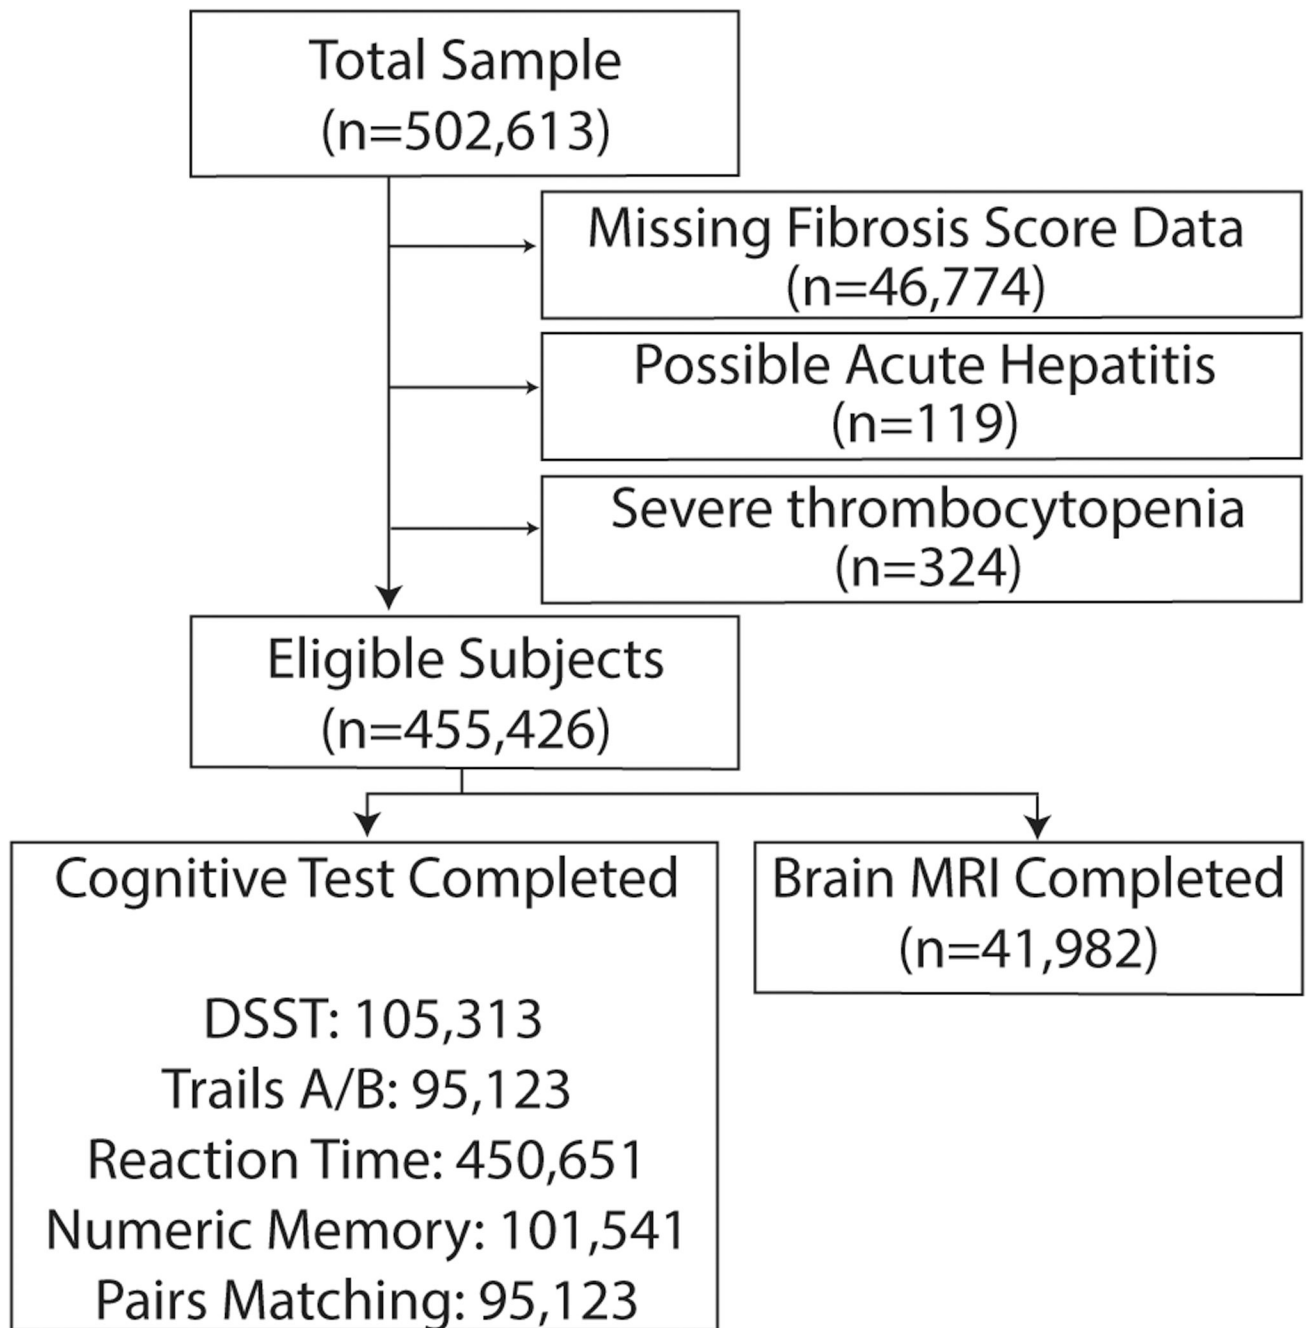 Total Sample
(n=502,613)
Missing Fibrosis Score Data
(n=46,774)
Possible Acute Hepatitis
(n=119)
Severe thrombocytopenia
(n=324)
Eligible Subjects
(n=455,426)
Cognitive Test Completed
DSST: 105,313
Trails A/B: 95,123
Reaction Time: 450,651
Numeric Memory: 101,541
Pairs Matching: 95,123
Brain MRI Completed
(n=41,982)